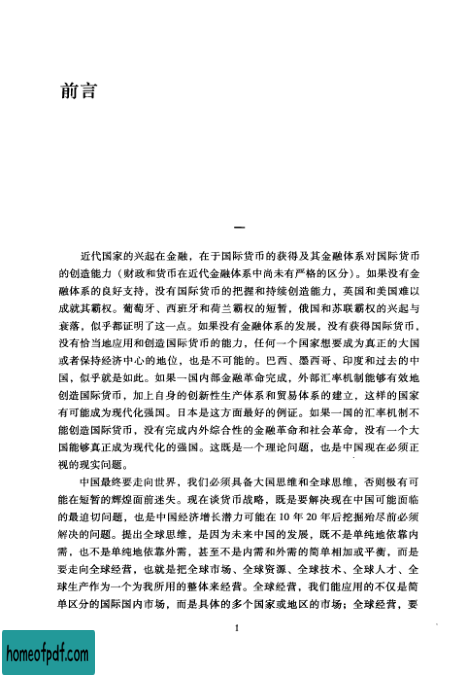 前言
一
近代国家的兴起在金融，在于国际货币的获得及其金融体系对国际货币
的创造能力（财政和货币在近代金融体系中尚未有严格的区分）。如果没有金
融体系的良好支持，没有国际货币的把握和持续创造能力，英国和美国难以
成就其霸权。葡萄牙、西班牙和荷兰霸权的短暂，俄国和苏联霸权的兴起与
衰落，似乎都证明了这一点。如果没有金融体系的发展，没有获得国际货币，
没有恰当地应用和创造国际货币的能力，任何一个国家想要成为真正的大国
或者保持经济中心的地位，也是不可能的。巴西、墨西哥、印度和过去的中
国，似乎就是如此。如果一国内部金融革命完成，外部汇率机制能够有效地
创造国际货币，加上自身的创新性生产体系和贸易体系的建立，这样的国家
有可能成为现代化强国。日本是这方面最好的例证。如果一国的汇率机制不
能创造国际货币，没有完成内外综合性的金融革命和社会革命，没有一个大
国能够真正成为现代化的强国。这既是一个理论问题，也是中国现在必须正
视的现实问题。
中国最终要走向世界，我们必须具备大国思维和全球思维，否则极有可
能在短暂的辉煌面前迷失。现在谈货币战略，既是要解决现在中国可能面临
的最迫切问题，也是中国经济增长潜力可能在 10 年 20 年后挖掘殆尽前必须
解决的问题。提出全球思维，是因为未来中国的发展，既不是单纯地依靠内
需，也不是单纯地依靠外需，甚至不是内需和外需的简单相加或平衡，而是
要走向全球经营，也就是把全球市场、全球资源、全球技术、全球人才、全
球生产作为一个为我所用的整体来经营。全球经营，我们能应用的不仅是简
单区分的国际国内市场，而是具体的多个国家或地区的市场；全球经营，要
1
homeofpdf.com